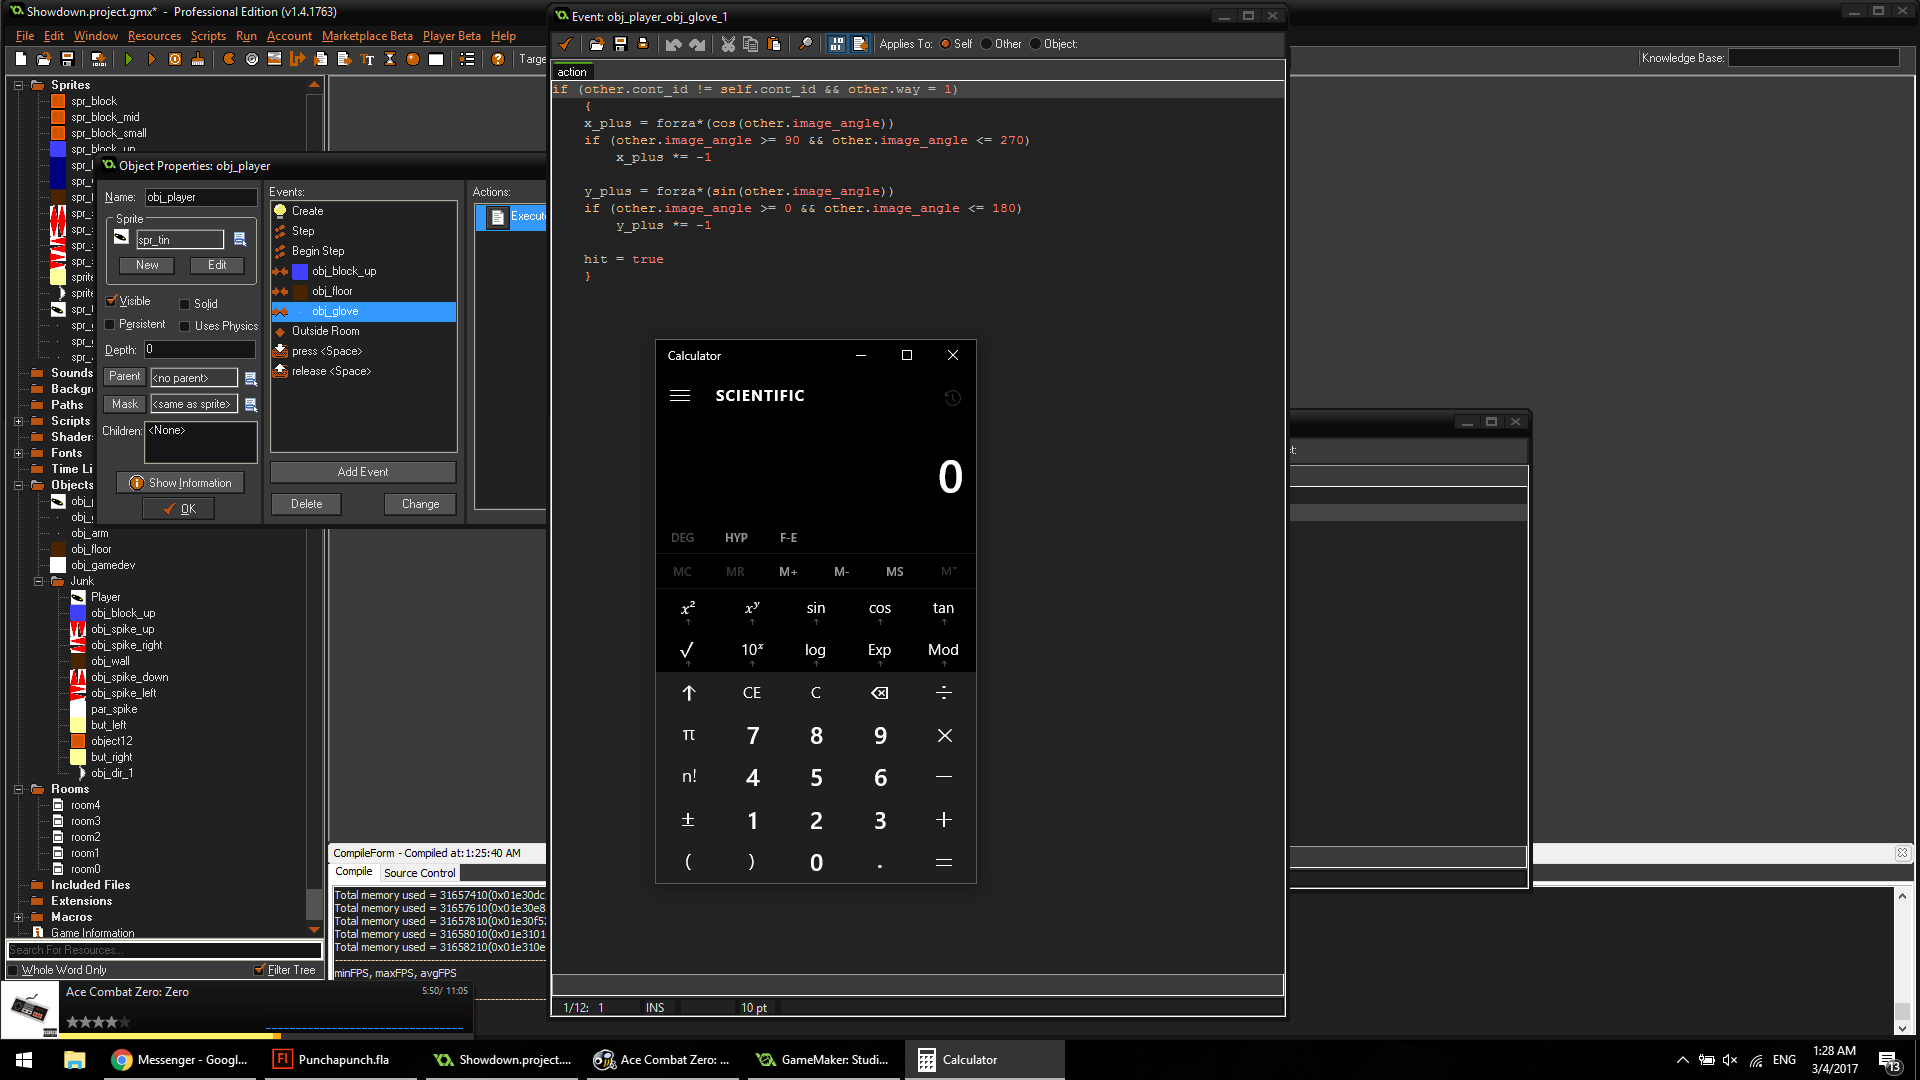 Showdown.project.gmx* - Professional Edition (v1.4.1763)
File Edit Window Resources Scripts Run Account Marketplace Beta Player Beta Help
Targe
Knowledge Base:
Sprites
spr_block
spr_block_mid
spr_block_small
spr_block_up
Sounds
Backgr
Paths
Scripts
Shader
Fonts
Time Li
Objects
obj_arm
obj_floor
obj_gamedev
Junk
Player
obj_block_up
obj_spike_up
obj_spike_right
obj_wall
obj_spike_down
obj_spike_left
par_spike
but_left
object12
but_right
obj_dir_1
Rooms
room4
room3
room2
room1
room0
Included Files
Extensions
Macros
Game Information
Search For Resources...
Whole Word Only Filter Tree
Object Properties: obj_player
Name: obj_player
Sprite
spr_tin
New Edit
Visible Solid
Persistent Uses Physics
Depth: 0
Parent <no parent>
Mask <same as sprite>
Children: <None>
Show Information
OK
Events:
Create
Step
Begin Step
obj_block_up
obj_floor
obj_glove
Outside Room
press <Space>
release <Space>
Add Event
Delete Change
Actions:
Execute
Event: obj_player_obj_glove_1
Applies To: Self Other Object:
action
if (other.cont_id != self.cont_id && other.way = 1)
{
x_plus = forza*(cos(other.image_angle))
if (other.image_angle >= 90 && other.image_angle <= 270)
x_plus *= -1
y_plus = forza*(sin(other.image_angle))
if (other.image_angle >= 0 && other.image_angle <= 180)
y_plus *= -1
hit = true
}
1/12: 1 INS 10 pt
Calculator
SCIENTIFIC
0
DEG HYP F-E
MC MR M+ M- MS M˅
x² xʸ sin cos tan
√ 10ˣ log Exp Mod
↑ CE C ⌫ ÷
π 7 8 9 ×
n! 4 5 6 −
± 1 2 3 +
( ) 0 . =
CompileForm - Compiled at:1:25:40 AM
Compile Source Control
Total memory used = 31657410(0x01e30dc
Total memory used = 31657610(0x01e30e8
Total memory used = 31657810(0x01e30f52
Total memory used = 31658010(0x01e3101
Total memory used = 31658210(0x01e310e
minFPS, maxFPS, avgFPS
Ace Combat Zero: Zero 5:50/ 11:05
Messenger - Googl...
Punchapunch.fla
Showdown.project....
Ace Combat Zero: ...
GameMaker: Studi...
Calculator
ENG
1:28 AM
3/4/2017
13